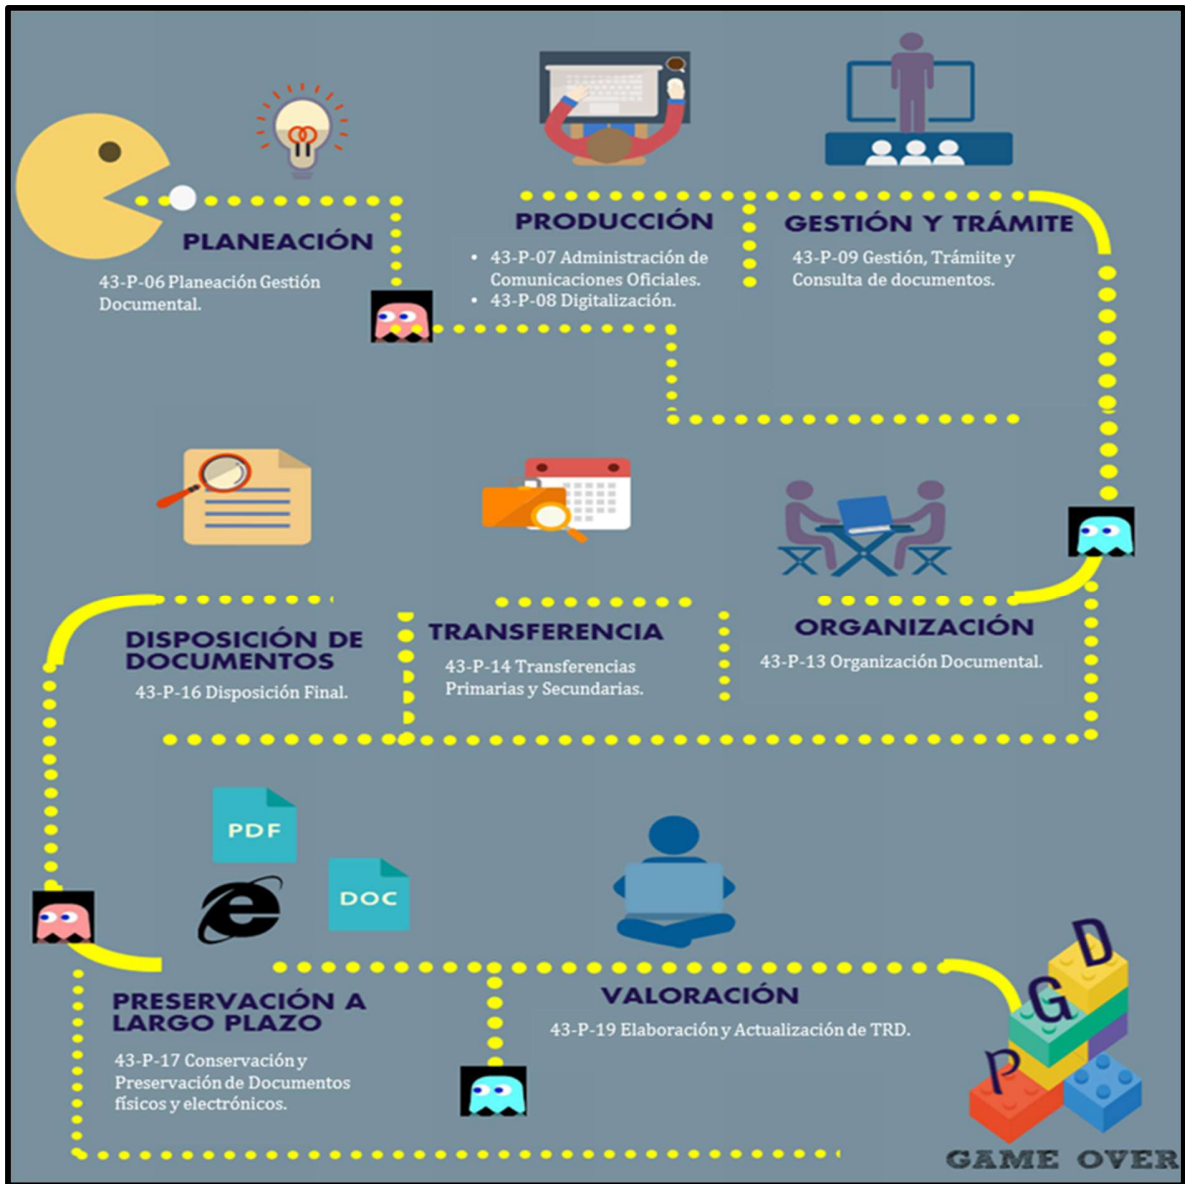 PLANEACIÓN
43-P-06 Planeación Gestión
Documental.
PRODUCCIÓN
• 43-P-07 Administración de
Comunicaciones Oficiales.
• 43-P-08 Digitalización.
GESTIÓN Y TRÁMITE
43-P-09 Gestión, Trámiite y
Consulta de documentos.
DISPOSICIÓN DE
DOCUMENTOS
43-P-16 Disposición Final.
TRANSFERENCIA
43-P-14 Transferencias
Primarias y Secundarias.
ORGANIZACIÓN
43-P-13 Organización Documental.
PDF
DOC
PRESERVACIÓN A
LARGO PLAZO
43-P-17 Conservación y
Preservación de Documentos
físicos y electrónicos.
VALORACIÓN
43-P-19 Elaboración y Actualización de TRD.
P G D
GAME OVER